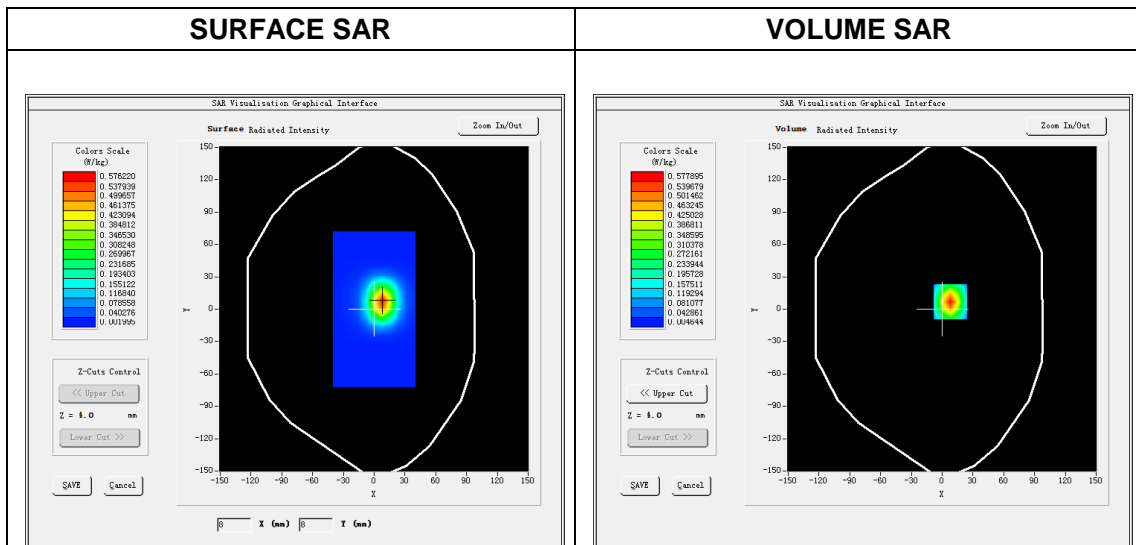 SURFACE SAR
VOLUME SAR
SAR Visualisation Graphical Interface
Surface Radiated Intensity
Zoom In/Out
Colors Scale
(W/kg)
0.576220
0.537939
0.499657
0.461375
0.423094
0.384812
0.346530
0.308248
0.269967
0.231685
0.193403
0.155122
0.116840
0.078558
0.040276
0.001995
150
120
90
60
30
0
-30
-60
-90
-120
-150
Y
-150 -120 -90 -60 -30 0 30 60 90 120 150
X
Z-Cuts Control
<< Upper Cut
Z = 4.0 mm
Lower Cut >>
SAVE
Cancel
8 X (mm) 8 Y (mm)
SAR Visualisation Graphical Interface
Volume Radiated Intensity
Zoom In/Out
Colors Scale
(W/kg)
0.577895
0.539679
0.501462
0.463245
0.425028
0.386811
0.348595
0.310378
0.272161
0.233944
0.195728
0.157511
0.119294
0.081077
0.042861
0.004644
150
120
90
60
30
0
-30
-60
-90
-120
-150
Y
-150 -120 -90 -60 -30 0 30 60 90 120 150
X
Z-Cuts Control
<< Upper Cut
Z = 4.0 mm
Lower Cut >>
SAVE
Cancel